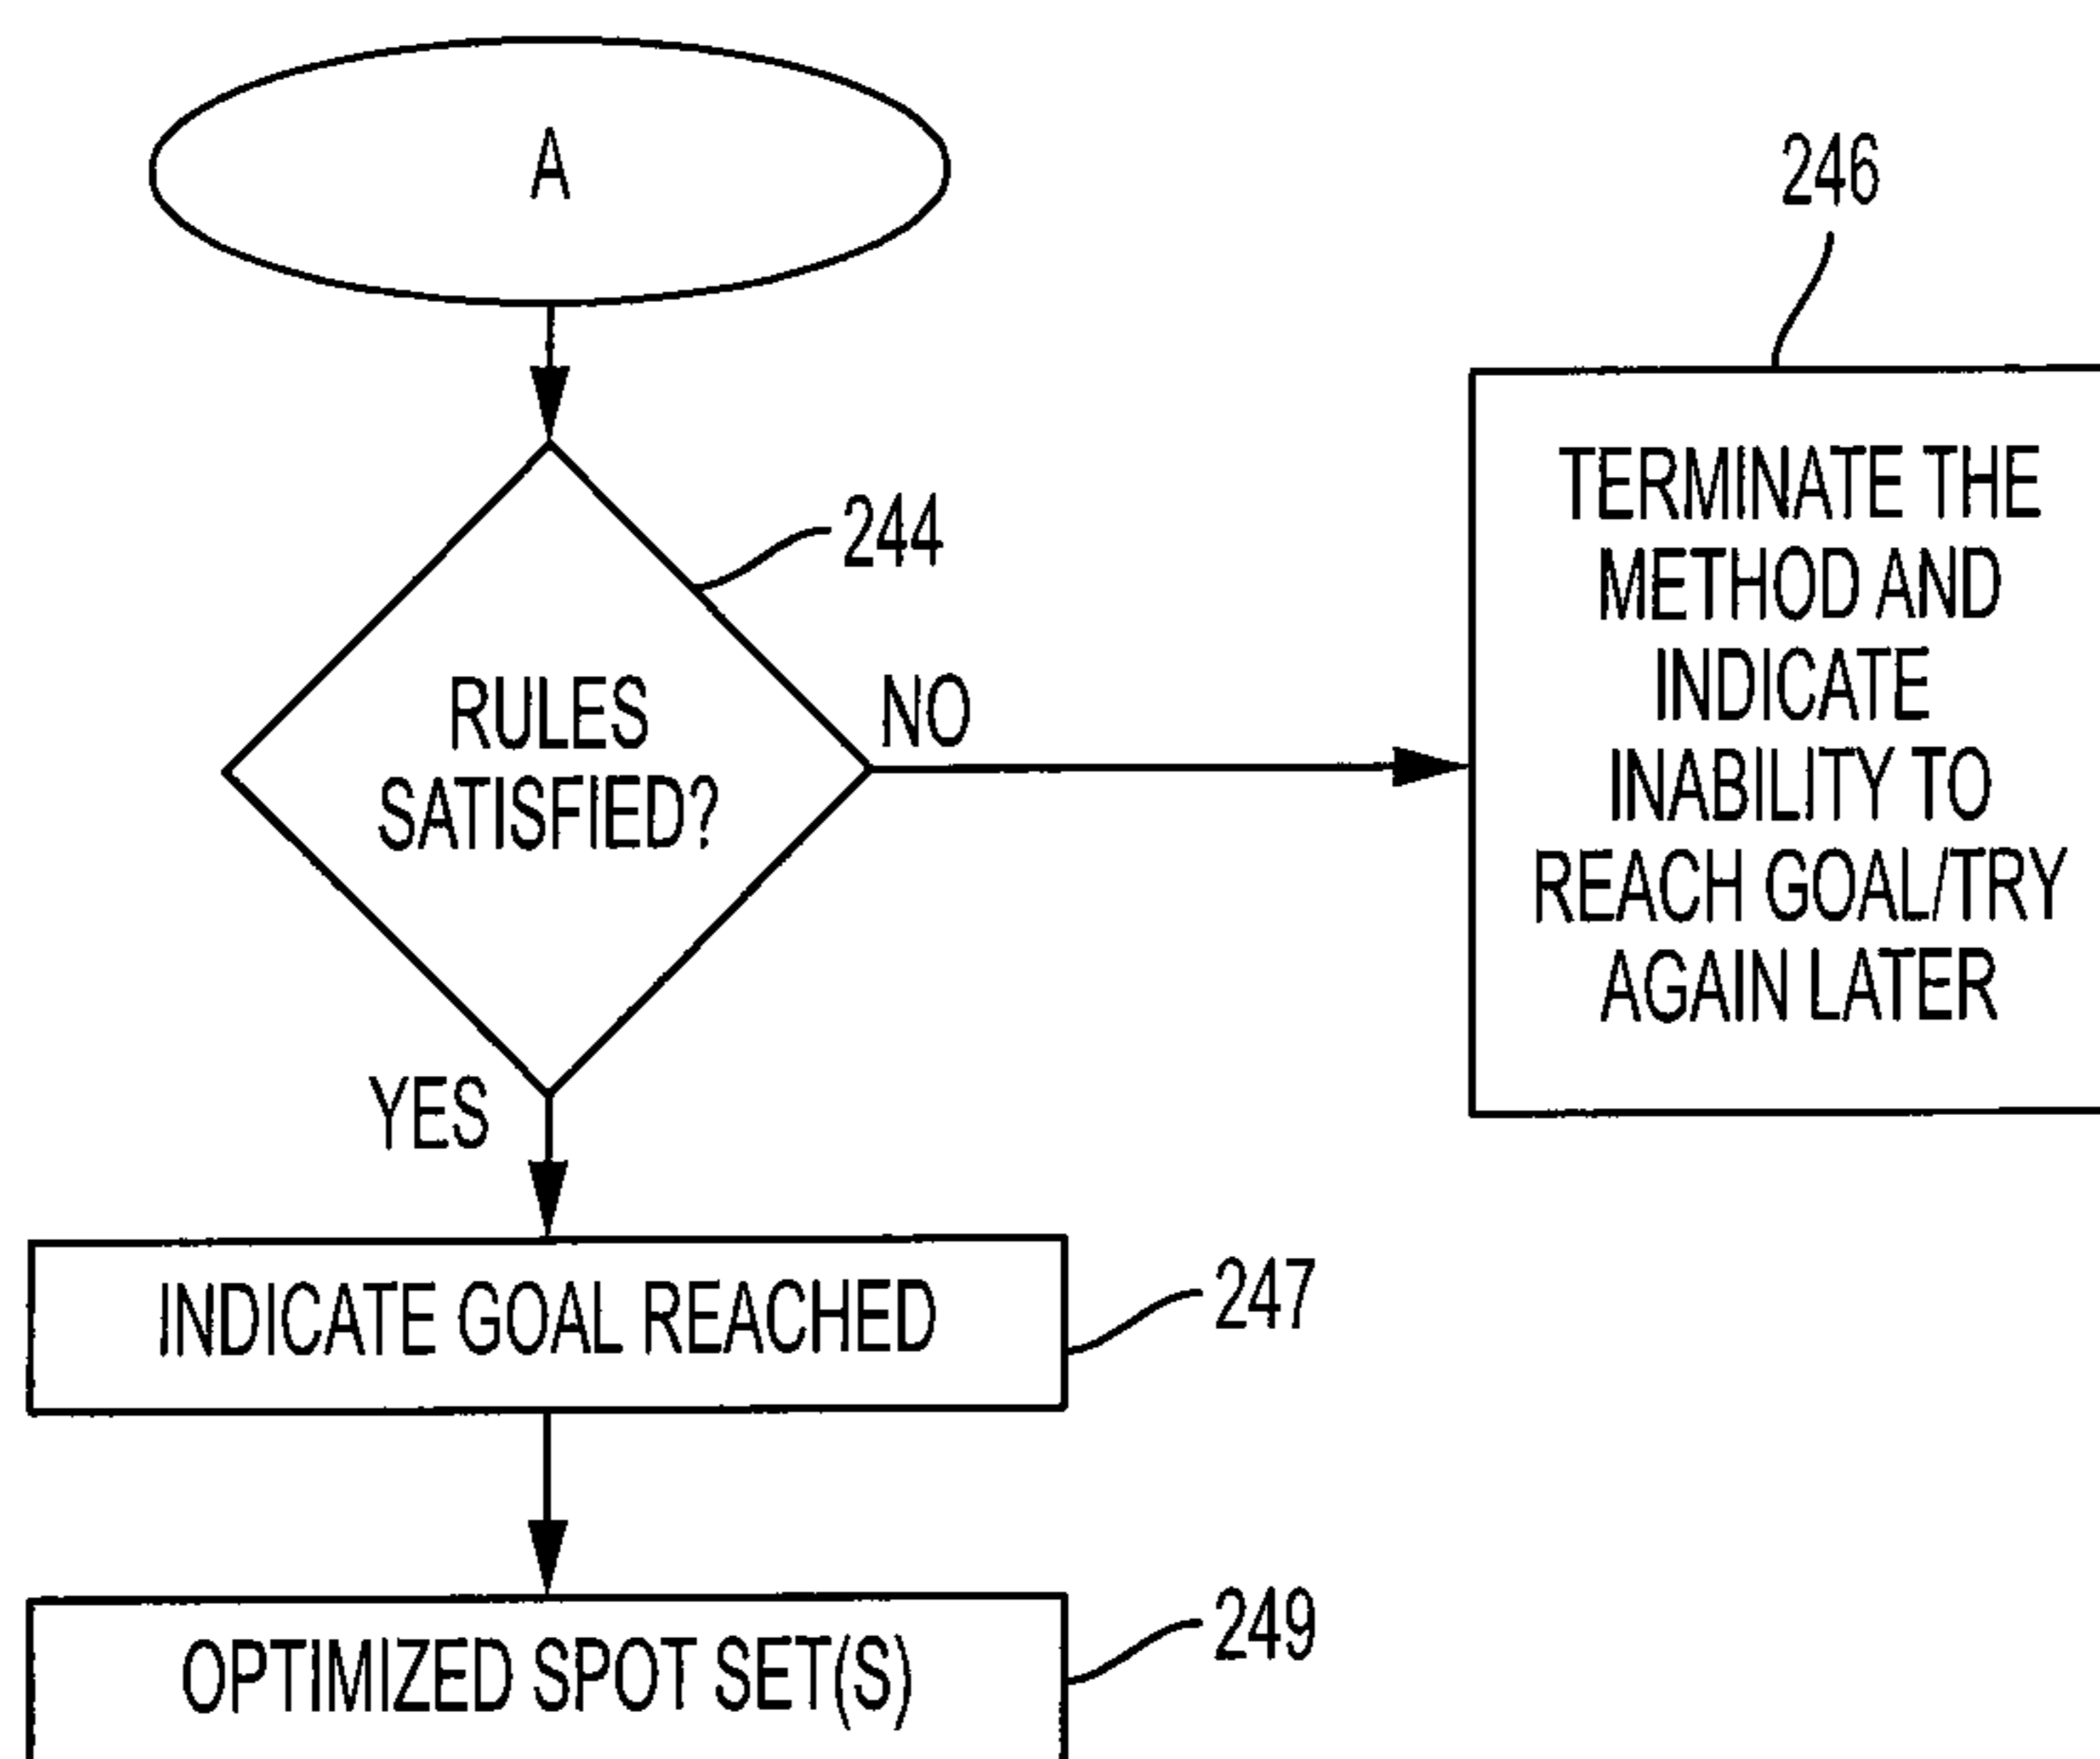 A
246
TERMINATE THE
METHOD AND
INDICATE
INABILITY TO
REACH GOAL/TRY
AGAIN LATER
244
RULES
SATISFIED?
NO
YES
INDICATE GOAL REACHED
247
OPTIMIZED SPOT SET(S)
249